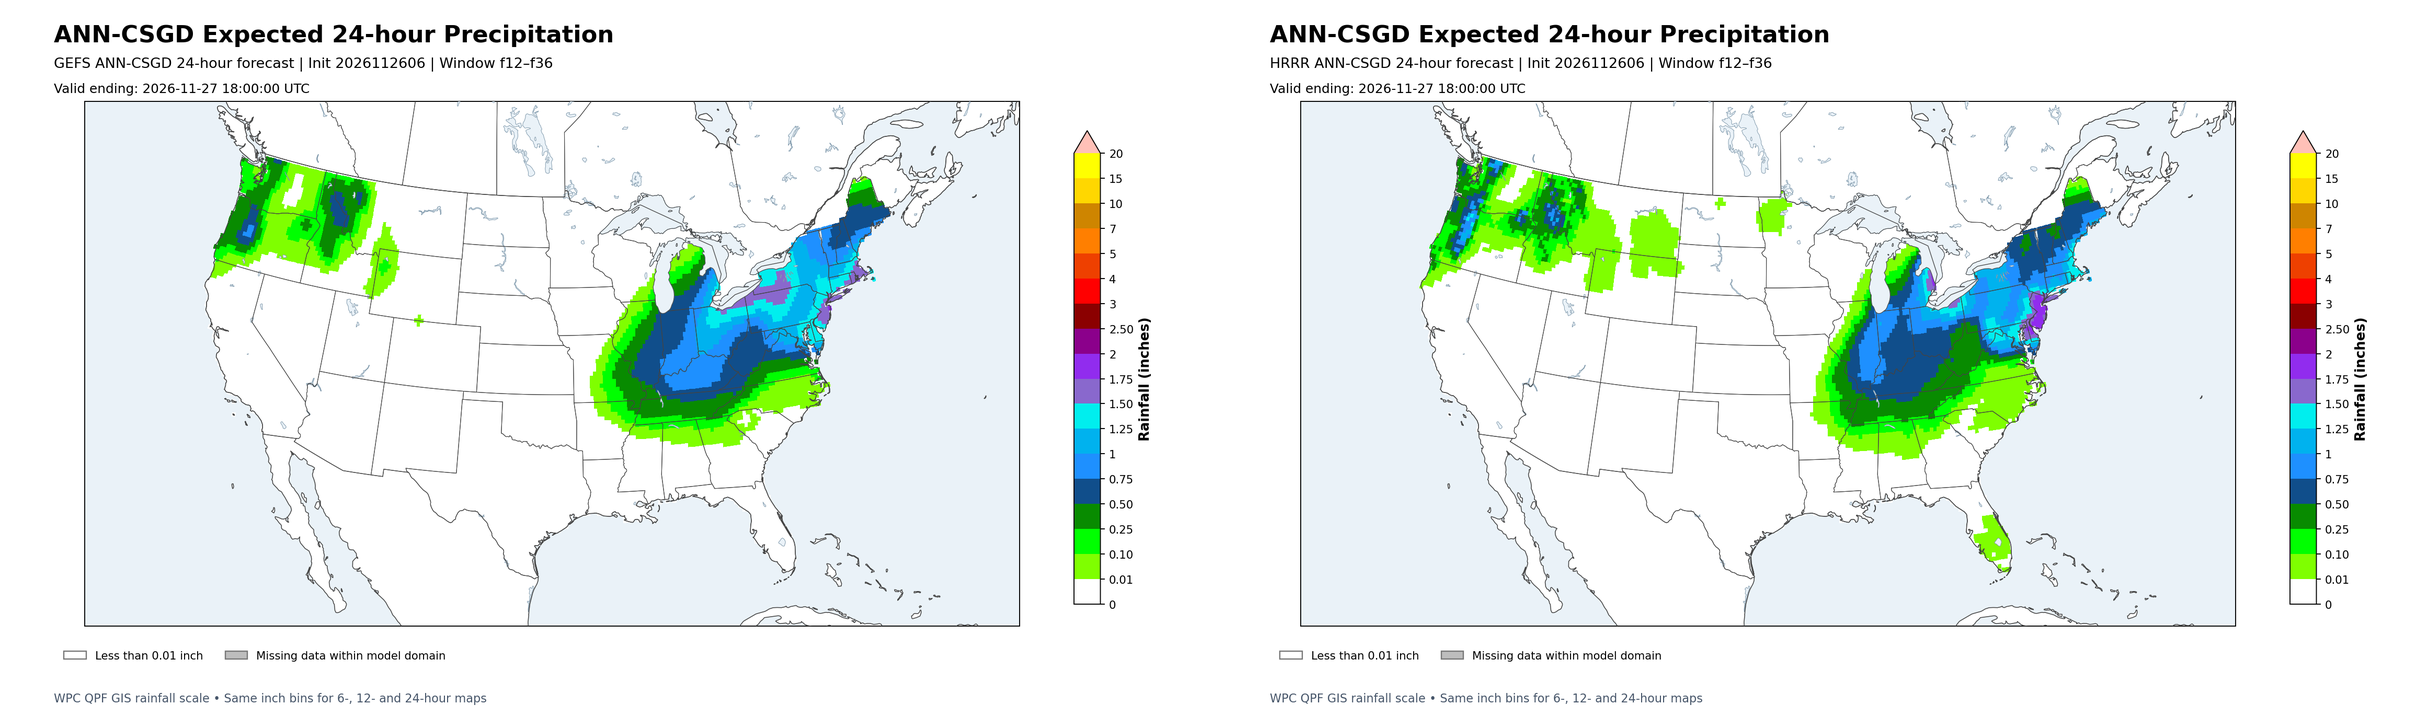 ANN-CSGD Expected 24-hour Precipitation
GEFS ANN-CSGD 24-hour forecast | Init 2026112606 | Window f12–f36
Valid ending: 2026-11-27 18:00:00 UTC
20
15
10
7
5
4
3
2.50
2
1.75
1.50
1.25
1
0.75
0.50
0.25
0.10
0.01
0
Rainfall (inches)
Less than 0.01 inch
Missing data within model domain
WPC QPF GIS rainfall scale • Same inch bins for 6-, 12- and 24-hour maps
ANN-CSGD Expected 24-hour Precipitation
HRRR ANN-CSGD 24-hour forecast | Init 2026112606 | Window f12–f36
Valid ending: 2026-11-27 18:00:00 UTC
20
15
10
7
5
4
3
2.50
2
1.75
1.50
1.25
1
0.75
0.50
0.25
0.10
0.01
0
Rainfall (inches)
Less than 0.01 inch
Missing data within model domain
WPC QPF GIS rainfall scale • Same inch bins for 6-, 12- and 24-hour maps